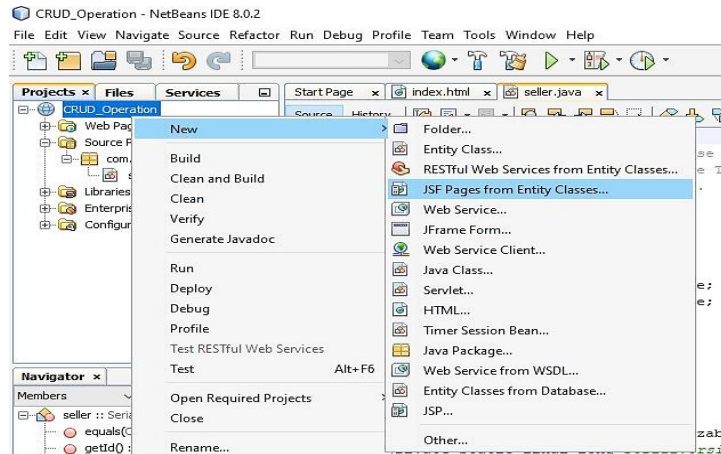 CRUD_Operation - NetBeans IDE 8.0.2
File Edit View Navigate Source Refactor Run Debug Profile Team Tools Window Help
Projects × Files Services
Start Page × index.html × seller.java ×
CRUD_Operation
Source History
Web Pag
Source P
com.
s
Libraries
Enterpris
Configur
New
Build
Clean and Build
Clean
Verify
Generate Javadoc
Run
Deploy
Debug
Profile
Test RESTful Web Services
Test Alt+F6
Open Required Projects
Close
Rename...
Folder...
Entity Class...
RESTful Web Services from Entity Classes...
JSF Pages from Entity Classes...
Web Service...
JFrame Form...
Web Service Client...
Java Class...
Servlet...
HTML...
Timer Session Bean...
Java Package...
Web Service from WSDL...
Entity Classes from Database...
JSP...
Other...
se
e T
.
e;
e;
zab
Navigator ×
Members
seller :: Seria
equals(O
getId() :